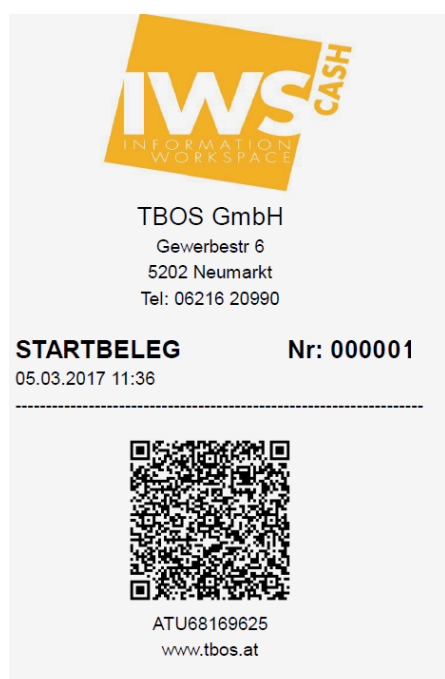 IWS CASH
INFORMATION
WORKSPACE
TBOS GmbH
Gewerbestr 6
5202 Neumarkt
Tel: 06216 20990
STARTBELEG Nr: 000001
05.03.2017 11:36
--------------------------------------------------------------------
ATU68169625
www.tbos.at